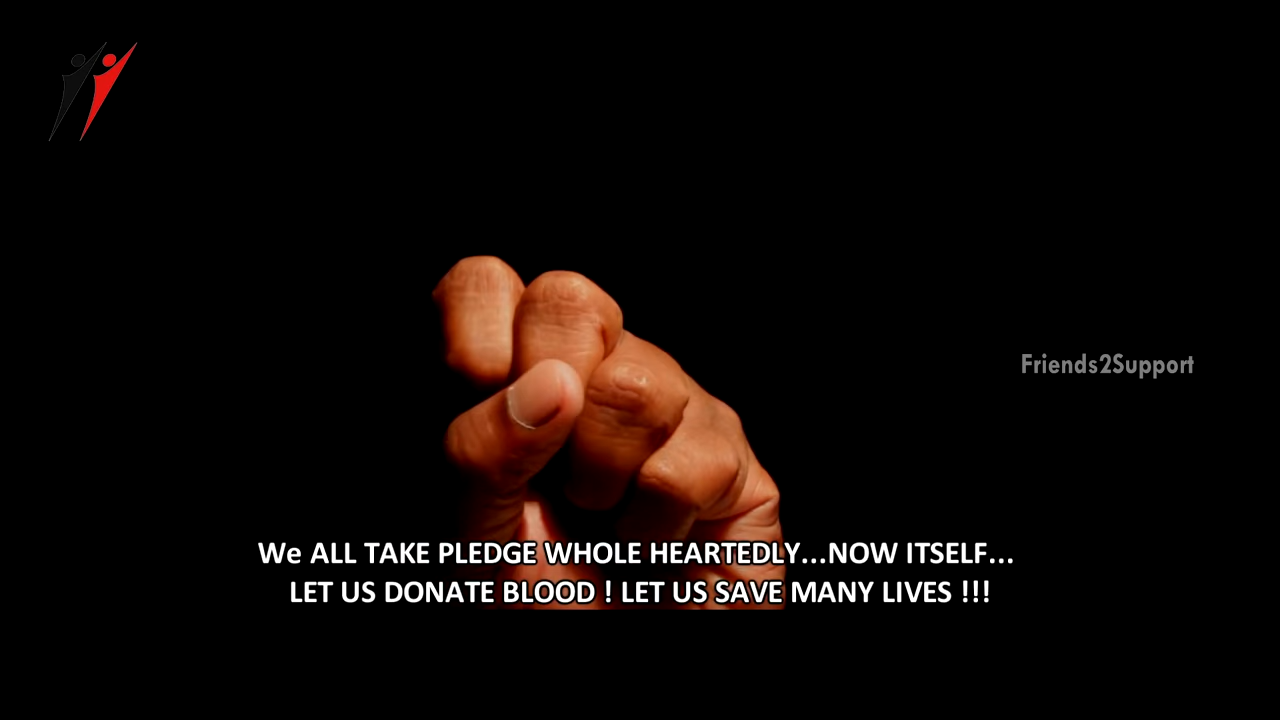 Friends2Support
We ALL TAKE PLEDGE WHOLE HEARTEDLY...NOW ITSELF...
LET US DONATE BLOOD ! LET US SAVE MANY LIVES !!!